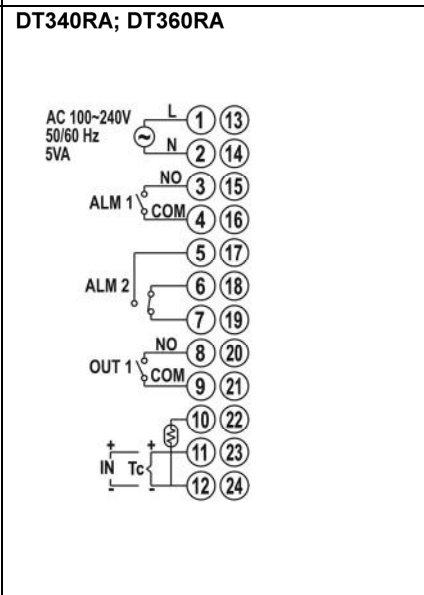 DT340RA; DT360RA
AC 100~240V
50/60 Hz
5VA
L
1 13
N
2 14
NO
3 15
ALM 1
COM
4 16
5 17
ALM 2
6 18
7 19
NO
8 20
OUT 1
COM
9 21
10 22
+ +
11 23
IN Tc
- -
12 24